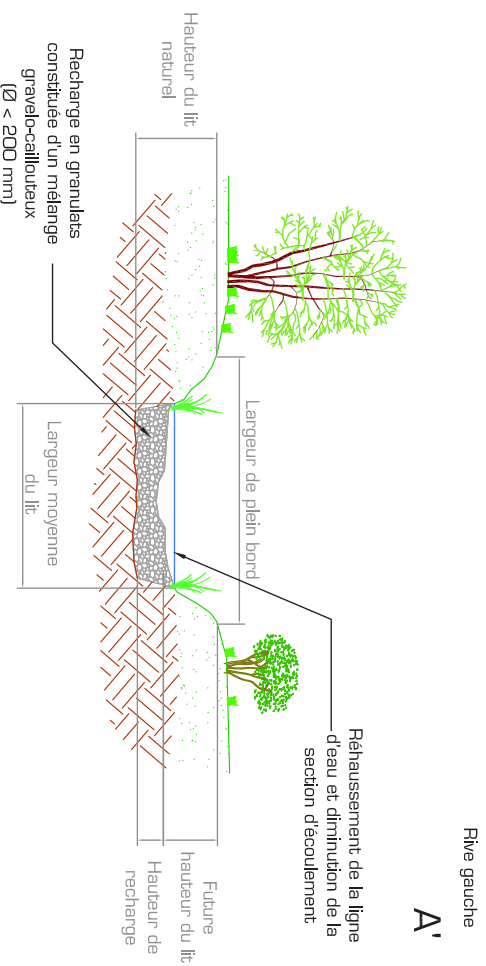 Rive gauche
A'
Réhaussement de la ligne
d'eau et diminution de la
section d'écoulement
Hauteur du lit
naturel
Largeur de plein bord
Future
hauteur du lit
Hauteur de
recharge
Recharge en granulats
constituée d'un mélange
gravelo-caillouteux
(Ø < 200 mm)
Largeur moyenne
du lit